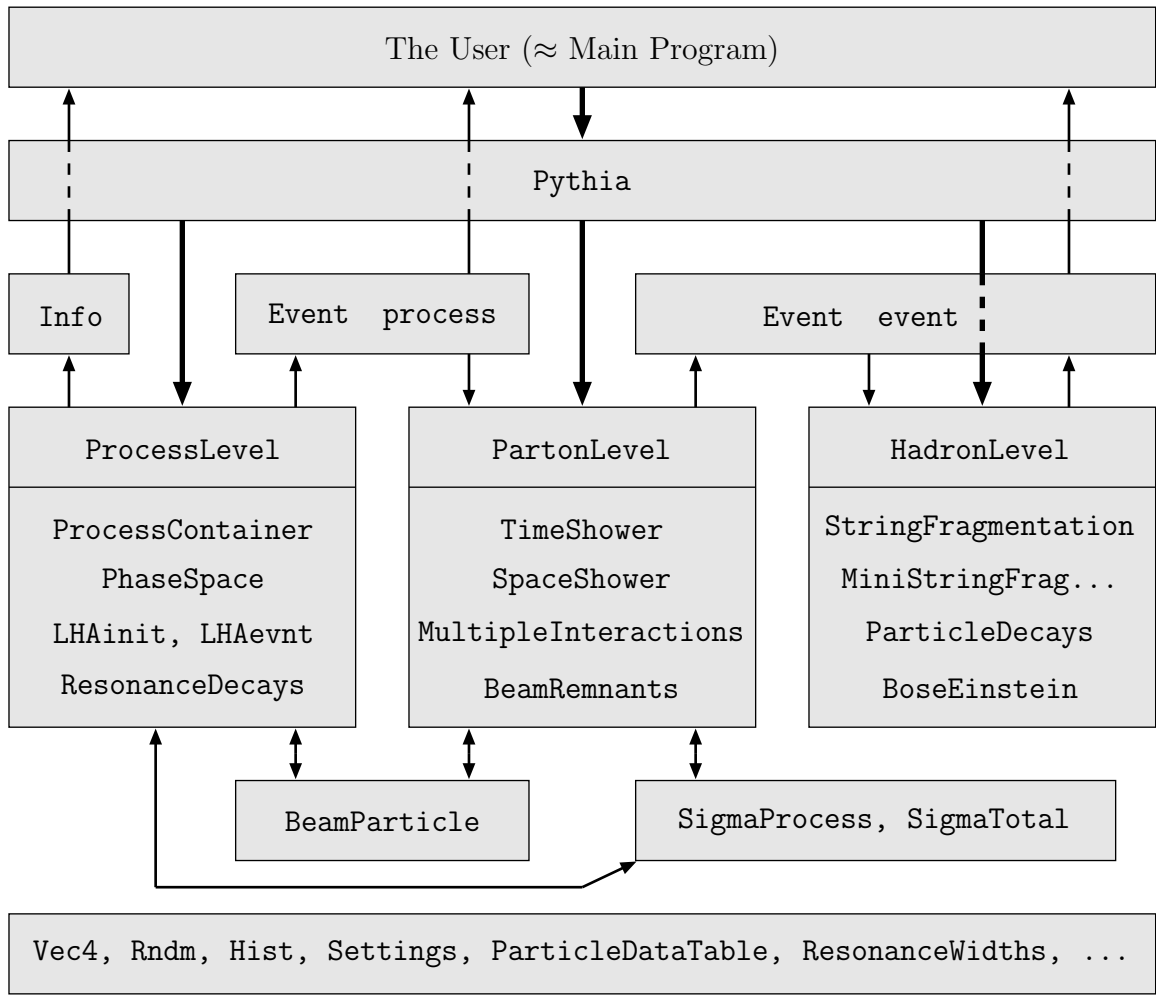 The User (≈ Main Program)
Pythia
Info
Event process
Event event
ProcessLevel
ProcessContainer
PhaseSpace
LHAinit, LHAevnt
ResonanceDecays
PartonLevel
TimeShower
SpaceShower
MultipleInteractions
BeamRemnants
HadronLevel
StringFragmentation
MiniStringFrag...
ParticleDecays
BoseEinstein
BeamParticle
SigmaProcess, SigmaTotal
Vec4, Rndm, Hist, Settings, ParticleDataTable, ResonanceWidths, ...